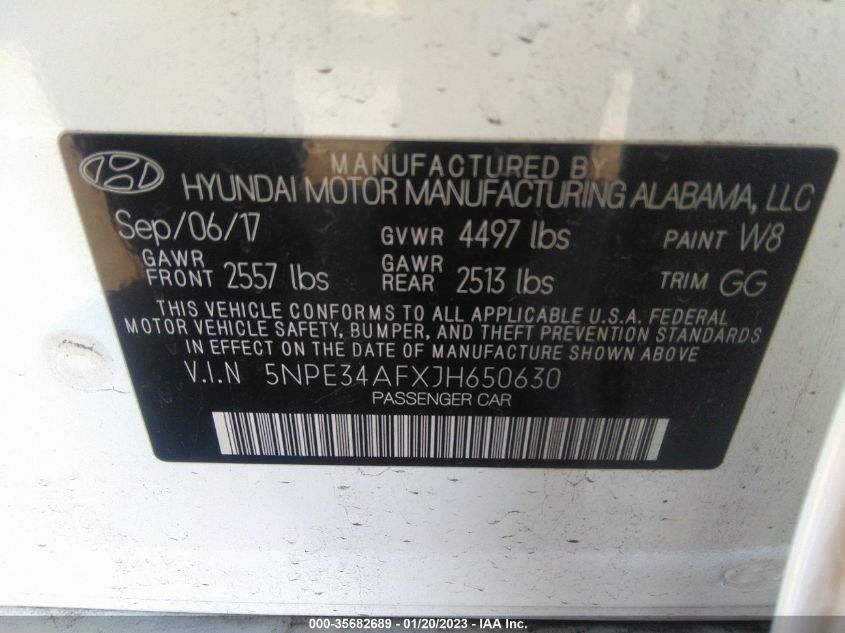 MANUFACTURED BY
HYUNDAI MOTOR MANUFACTURING ALABAMA, LLC
Sep/06/17 GVWR 4497 lbs PAINT W8
GAWR FRONT 2557 lbs GAWR REAR 2513 lbs TRIM GG
THIS VEHICLE CONFORMS TO ALL APPLICABLE U.S.A. FEDERAL
MOTOR VEHICLE SAFETY, BUMPER, AND THEFT PREVENTION STANDARDS
IN EFFECT ON THE DATE OF MANUFACTURE SHOWN ABOVE.
V.I.N 5NPE34AFXJH650630
PASSENGER CAR
000-35682689 - 01/20/2023 - IAA Inc.